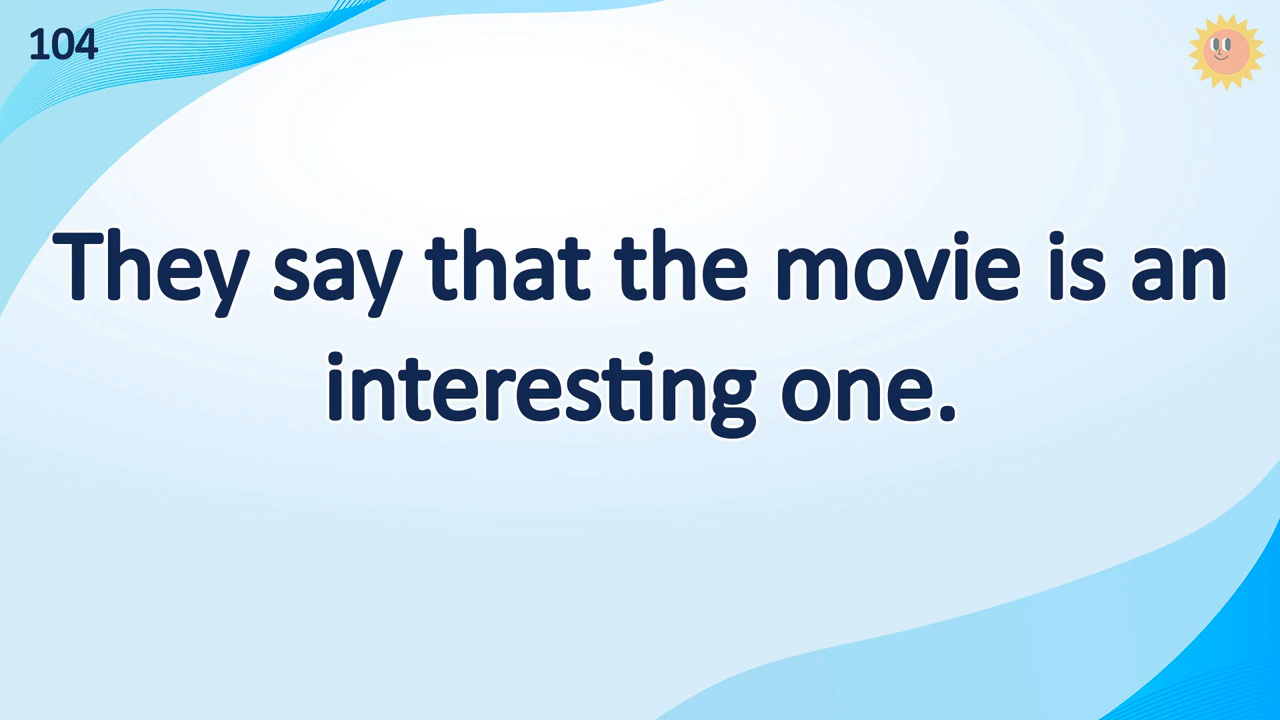 104
They say that the movie is an
interesting one.